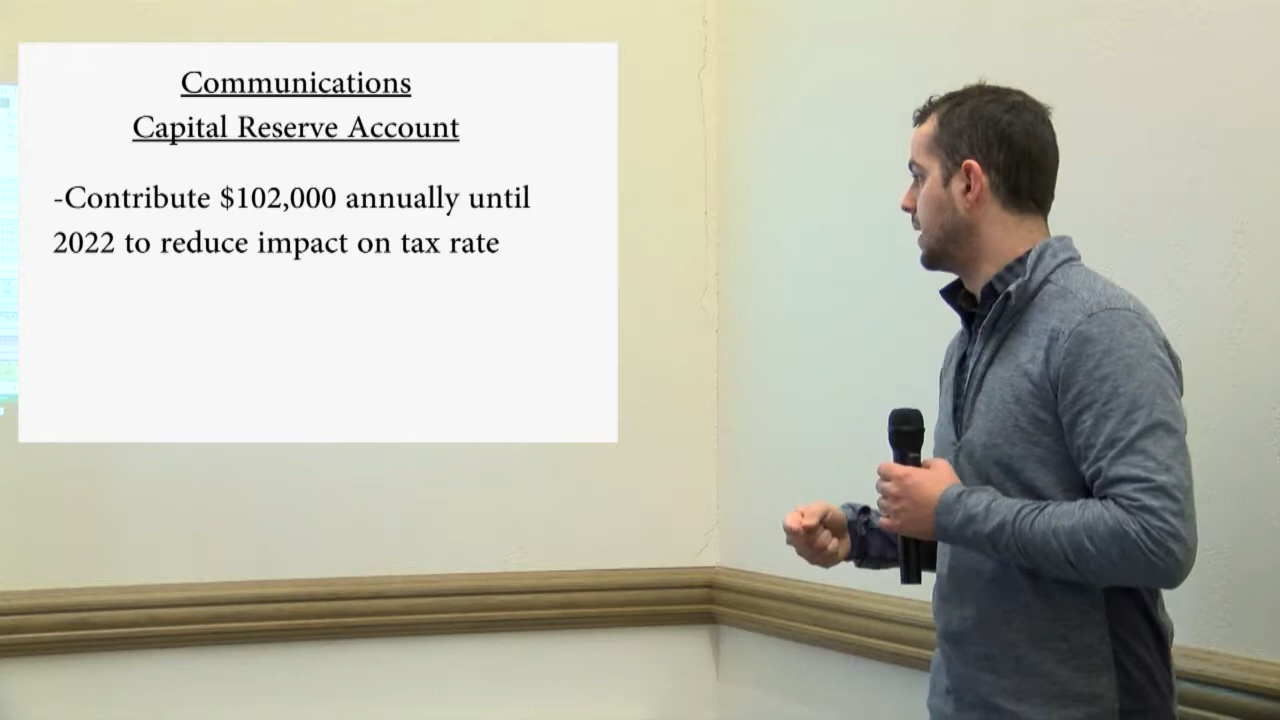 Communications
Capital Reserve Account
-Contribute $102,000 annually until
2022 to reduce impact on tax rate